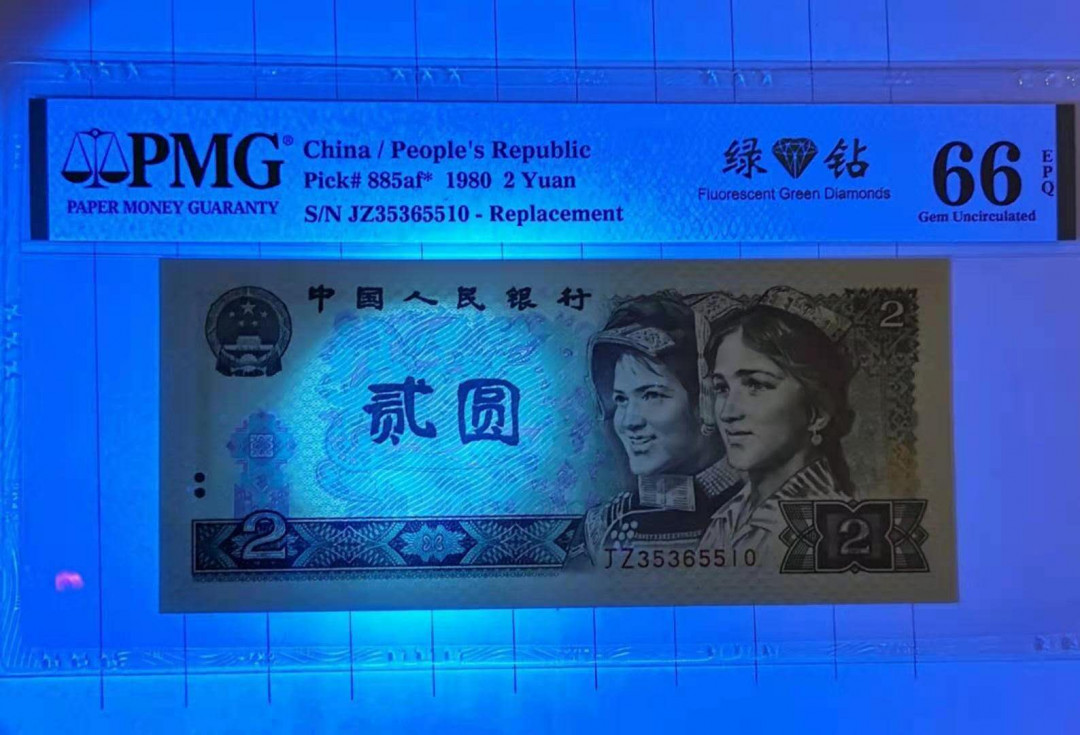 PMG®
PAPER MONEY GUARANTY
China / People's Republic
Pick# 885af* 1980 2 Yuan
S/N JZ35365510 - Replacement
绿 钻
Fluorescent Green Diamonds
66
EPQ
Gem Uncirculated
中国人民银行
2
贰圆
2
2
JZ35365510